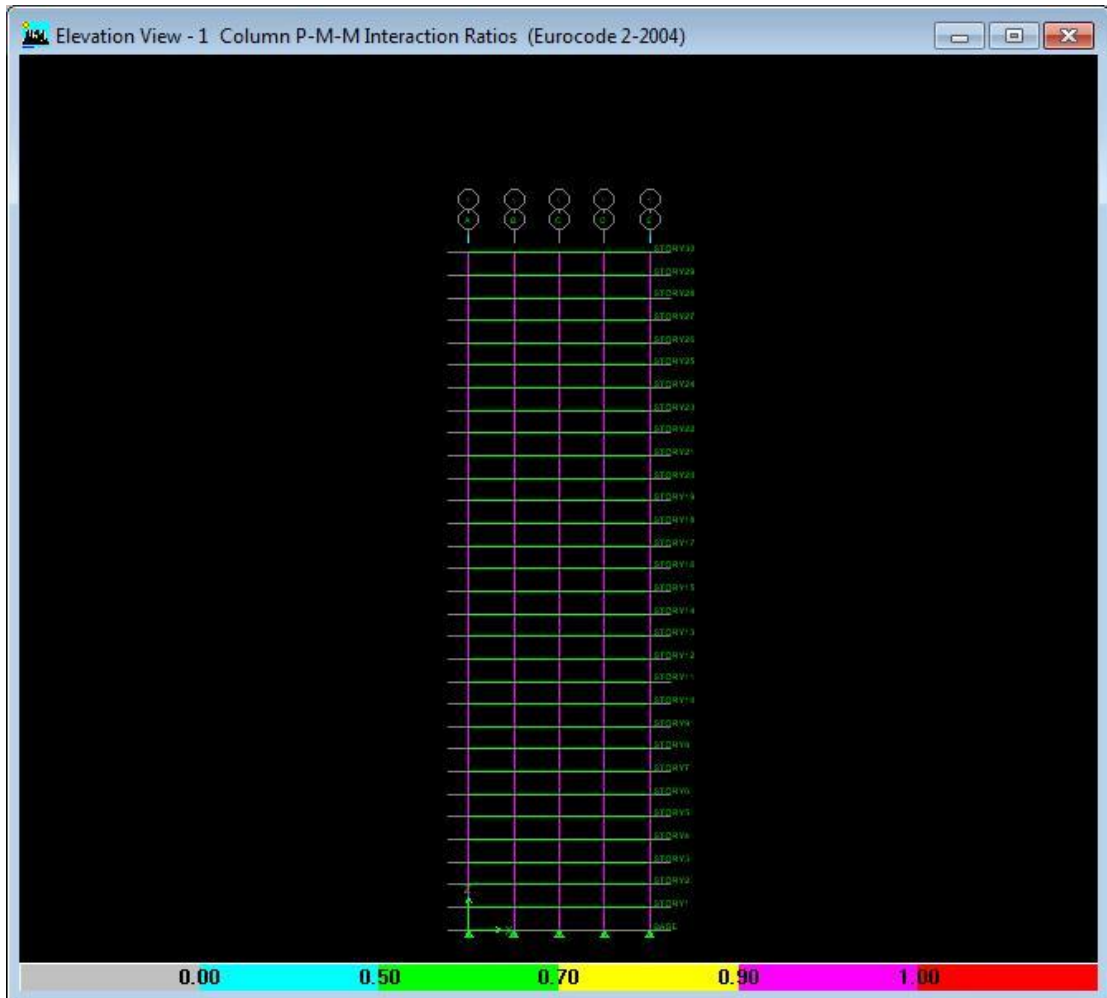 Elevation View - 1 Column P-M-M Interaction Ratios (Eurocode 2-2004)
A B C D E
STORY30
STORY29
STORY28
STORY27
STORY26
STORY25
STORY24
STORY23
STORY22
STORY21
STORY20
STORY19
STORY18
STORY17
STORY16
STORY15
STORY14
STORY13
STORY12
STORY11
STORY10
STORY9
STORY8
STORY7
STORY6
STORY5
STORY4
STORY3
STORY2
Z
STORY1
X
BASE
0.00 0.50 0.70 0.90 1.00